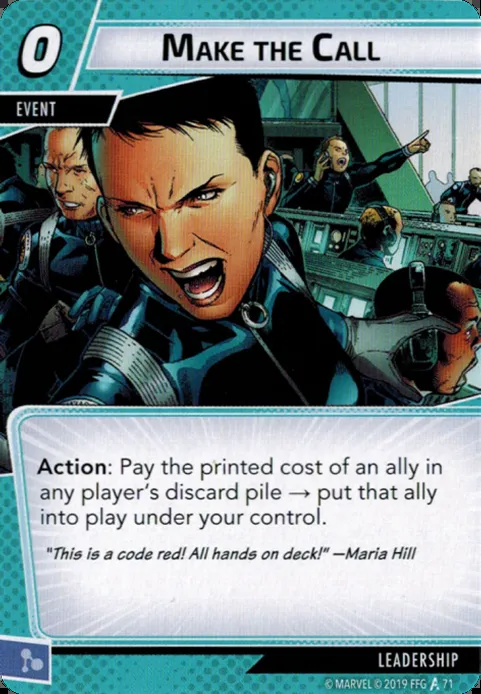 0
MAKE THE CALL
EVENT
Action: Pay the printed cost of an ally in
any player's discard pile → put that ally
into play under your control.
"This is a code red! All hands on deck!" —Maria Hill
LEADERSHIP
© MARVEL © 2019 FFG 71